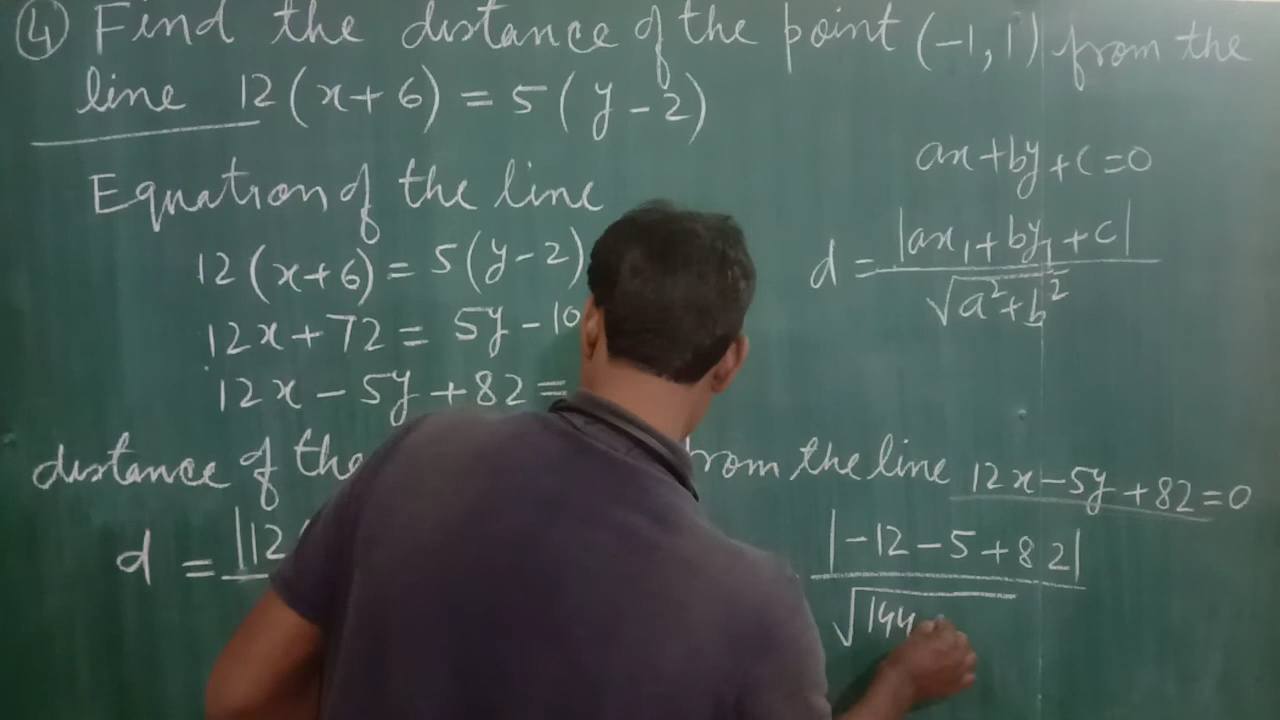 ④ Find the distance of the point (-1, 1) from the
line 12(x+6) = 5(y-2)
ax+by+c=0
Equation of the line
d = |ax₁+by₁+c| / √a²+b²
12(x+6) = 5(y-2)
12x+72 = 5y-10
12x-5y+82=
distance of the from the line 12x-5y+82=0
d = |12 |-12-5+82| / √144